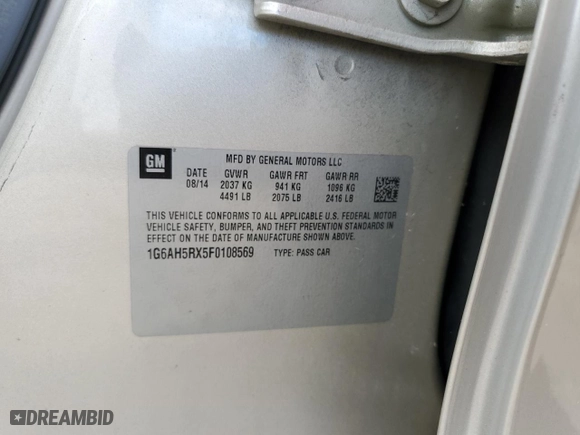 GM
MFD BY GENERAL MOTORS LLC
DATE GVWR GAWR FRT GAWR RR
08/14 2037 KG 941 KG 1096 KG
4491 LB 2075 LB 2416 LB
THIS VEHICLE CONFORMS TO ALL APPLICABLE U.S. FEDERAL MOTOR
VEHICLE SAFETY, BUMPER, AND THEFT PREVENTION STANDARDS IN
EFFECT ON THE DATE OF MANUFACTURE SHOWN ABOVE.
1G6AH5RX5F0108569 TYPE: PASS CAR
DREAMBID